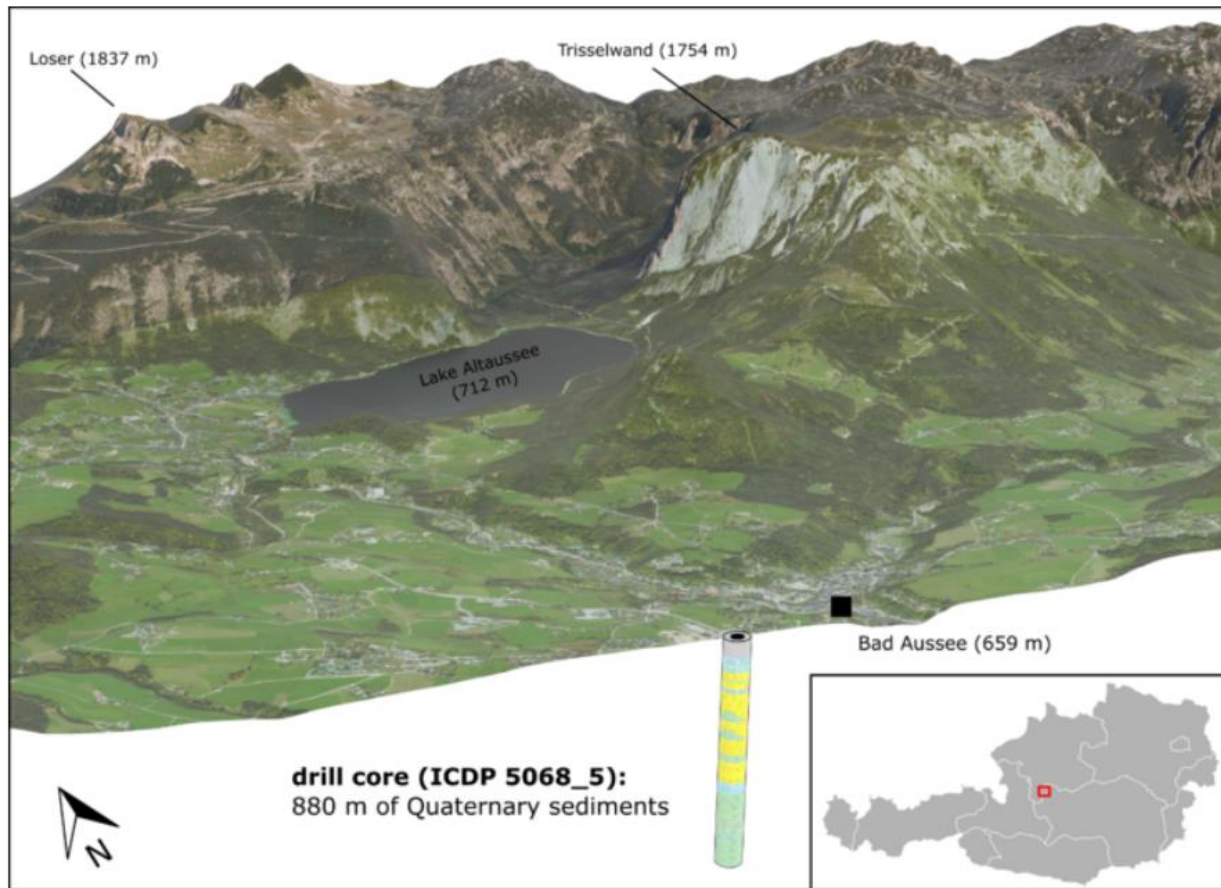 Loser (1837 m)
Trisselwand (1754 m)
Lake Altaussee
(712 m)
Bad Aussee (659 m)
drill core (ICDP 5068_5):
880 m of Quaternary sediments
N